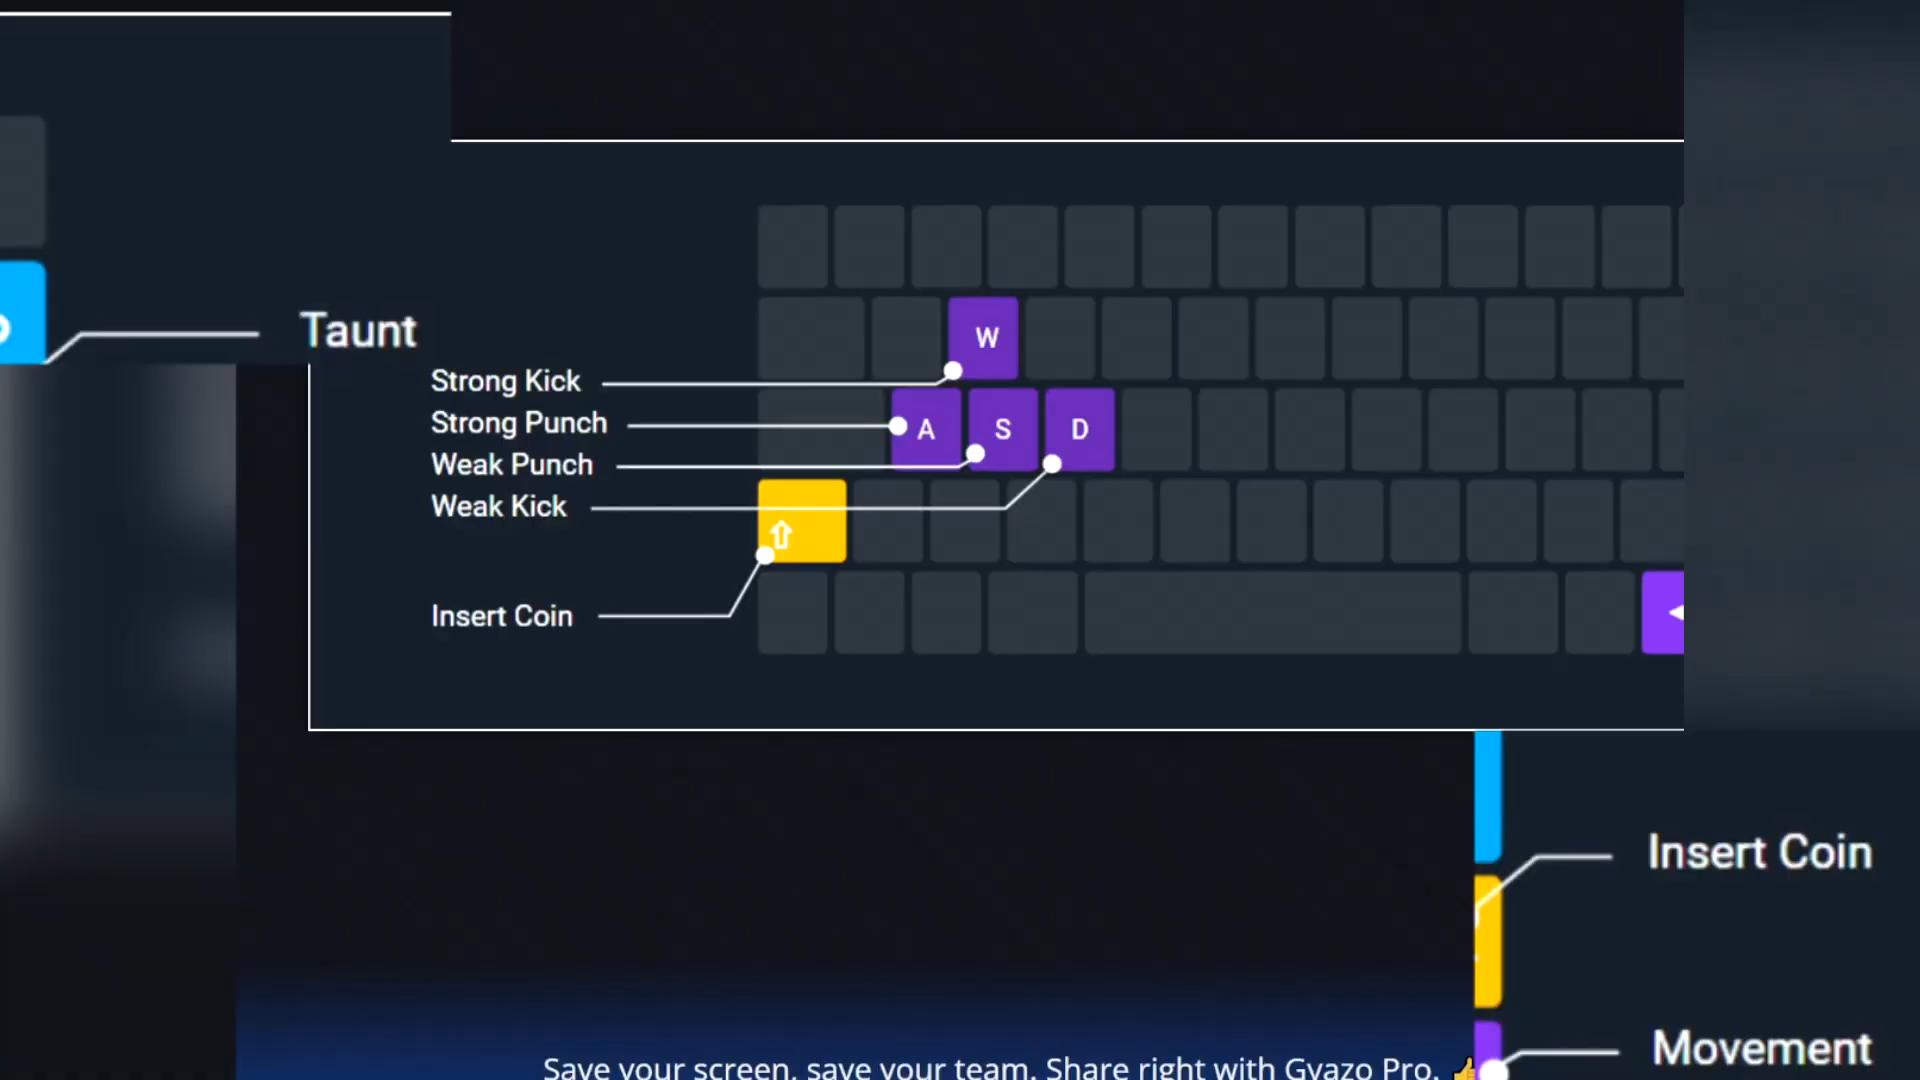 Taunt
W
Strong Kick
Strong Punch
A S D
Weak Punch
Weak Kick
Insert Coin
Insert Coin
Movement
Save your screen, save your team. Share right with Gyazo Pro. 👍